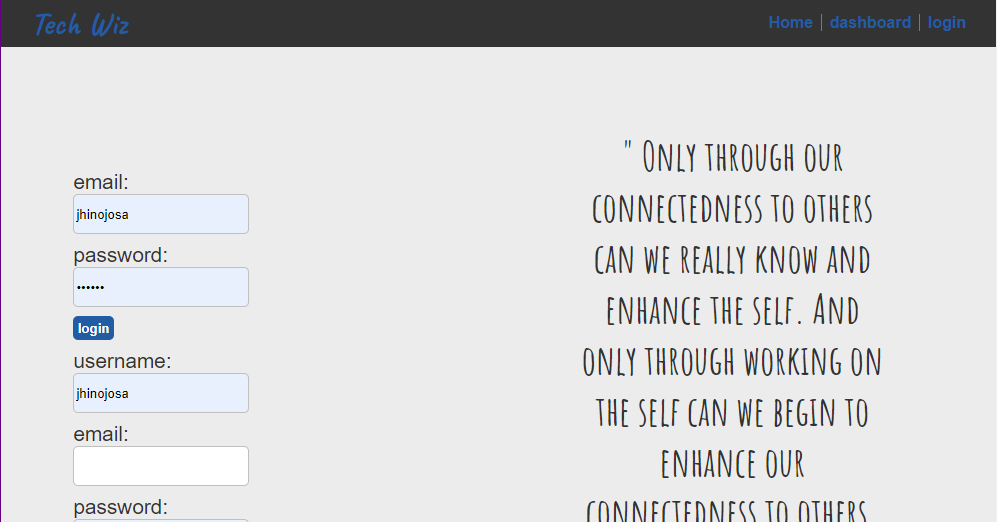 Tech Wiz
Home | dashboard | login
email:
jhinojosa
password:
••••••
login
username:
jhinojosa
email:
password:
" Only through our
connectedness to others
can we really know and
enhance the self. And
only through working on
the self can we begin to
enhance our
connectedness to others.